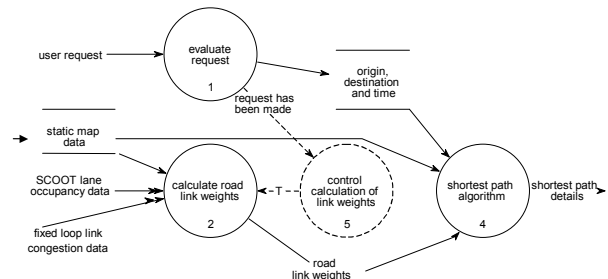 user request
evaluate
request
1
origin,
destination
and time
request has
been made
static map
data
SCOOT lane
occupancy data
fixed loop link
congestion data
calculate road
link weights
2
T
control
calculation of
link weights
5
shortest path
algorithm
4
shortest path
details
road
link weights